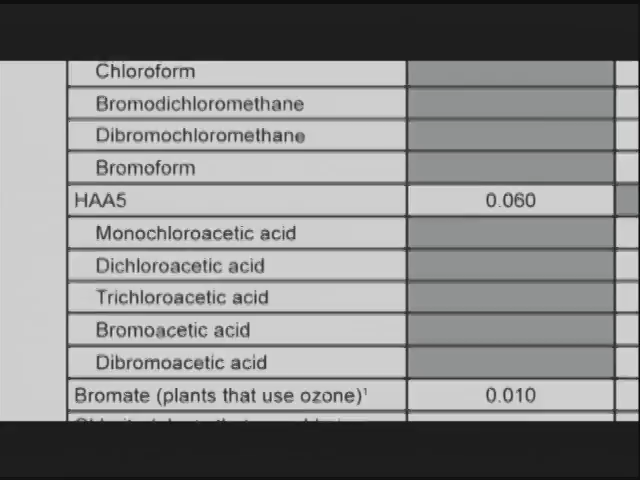 Chloroform
Bromodichloromethane
Dibromochloromethane
Bromoform
HAA5 0.060
Monochloroacetic acid
Dichloroacetic acid
Trichloroacetic acid
Bromoacetic acid
Dibromoacetic acid
Bromate (plants that use ozone)¹ 0.010